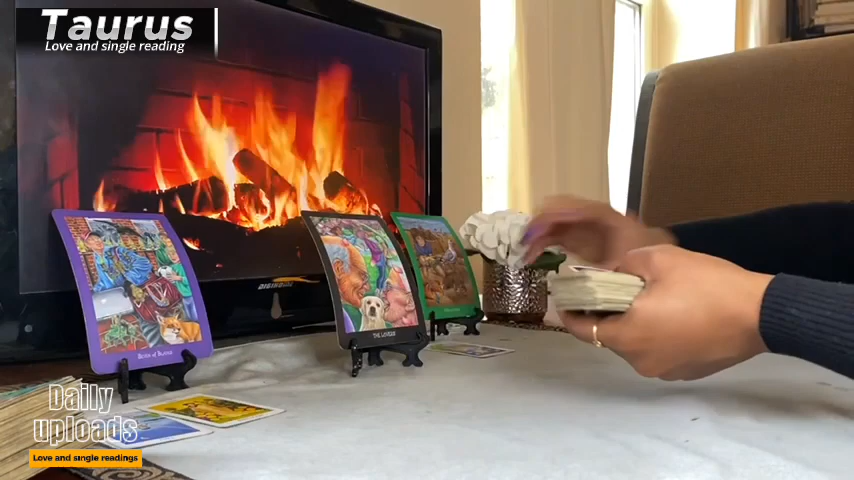 Taurus
Love and single reading
THE LOVERS
Daily
uploads
Love and single readings